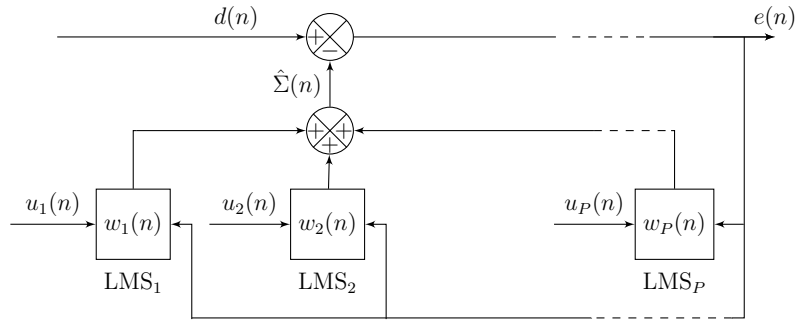 d(n)
e(n)
+
−
Σ̂(n)
+ +
+
u₁(n)
w₁(n)
u₂(n)
w₂(n)
u_P(n)
w_P(n)
LMS₁
LMS₂
LMS_P